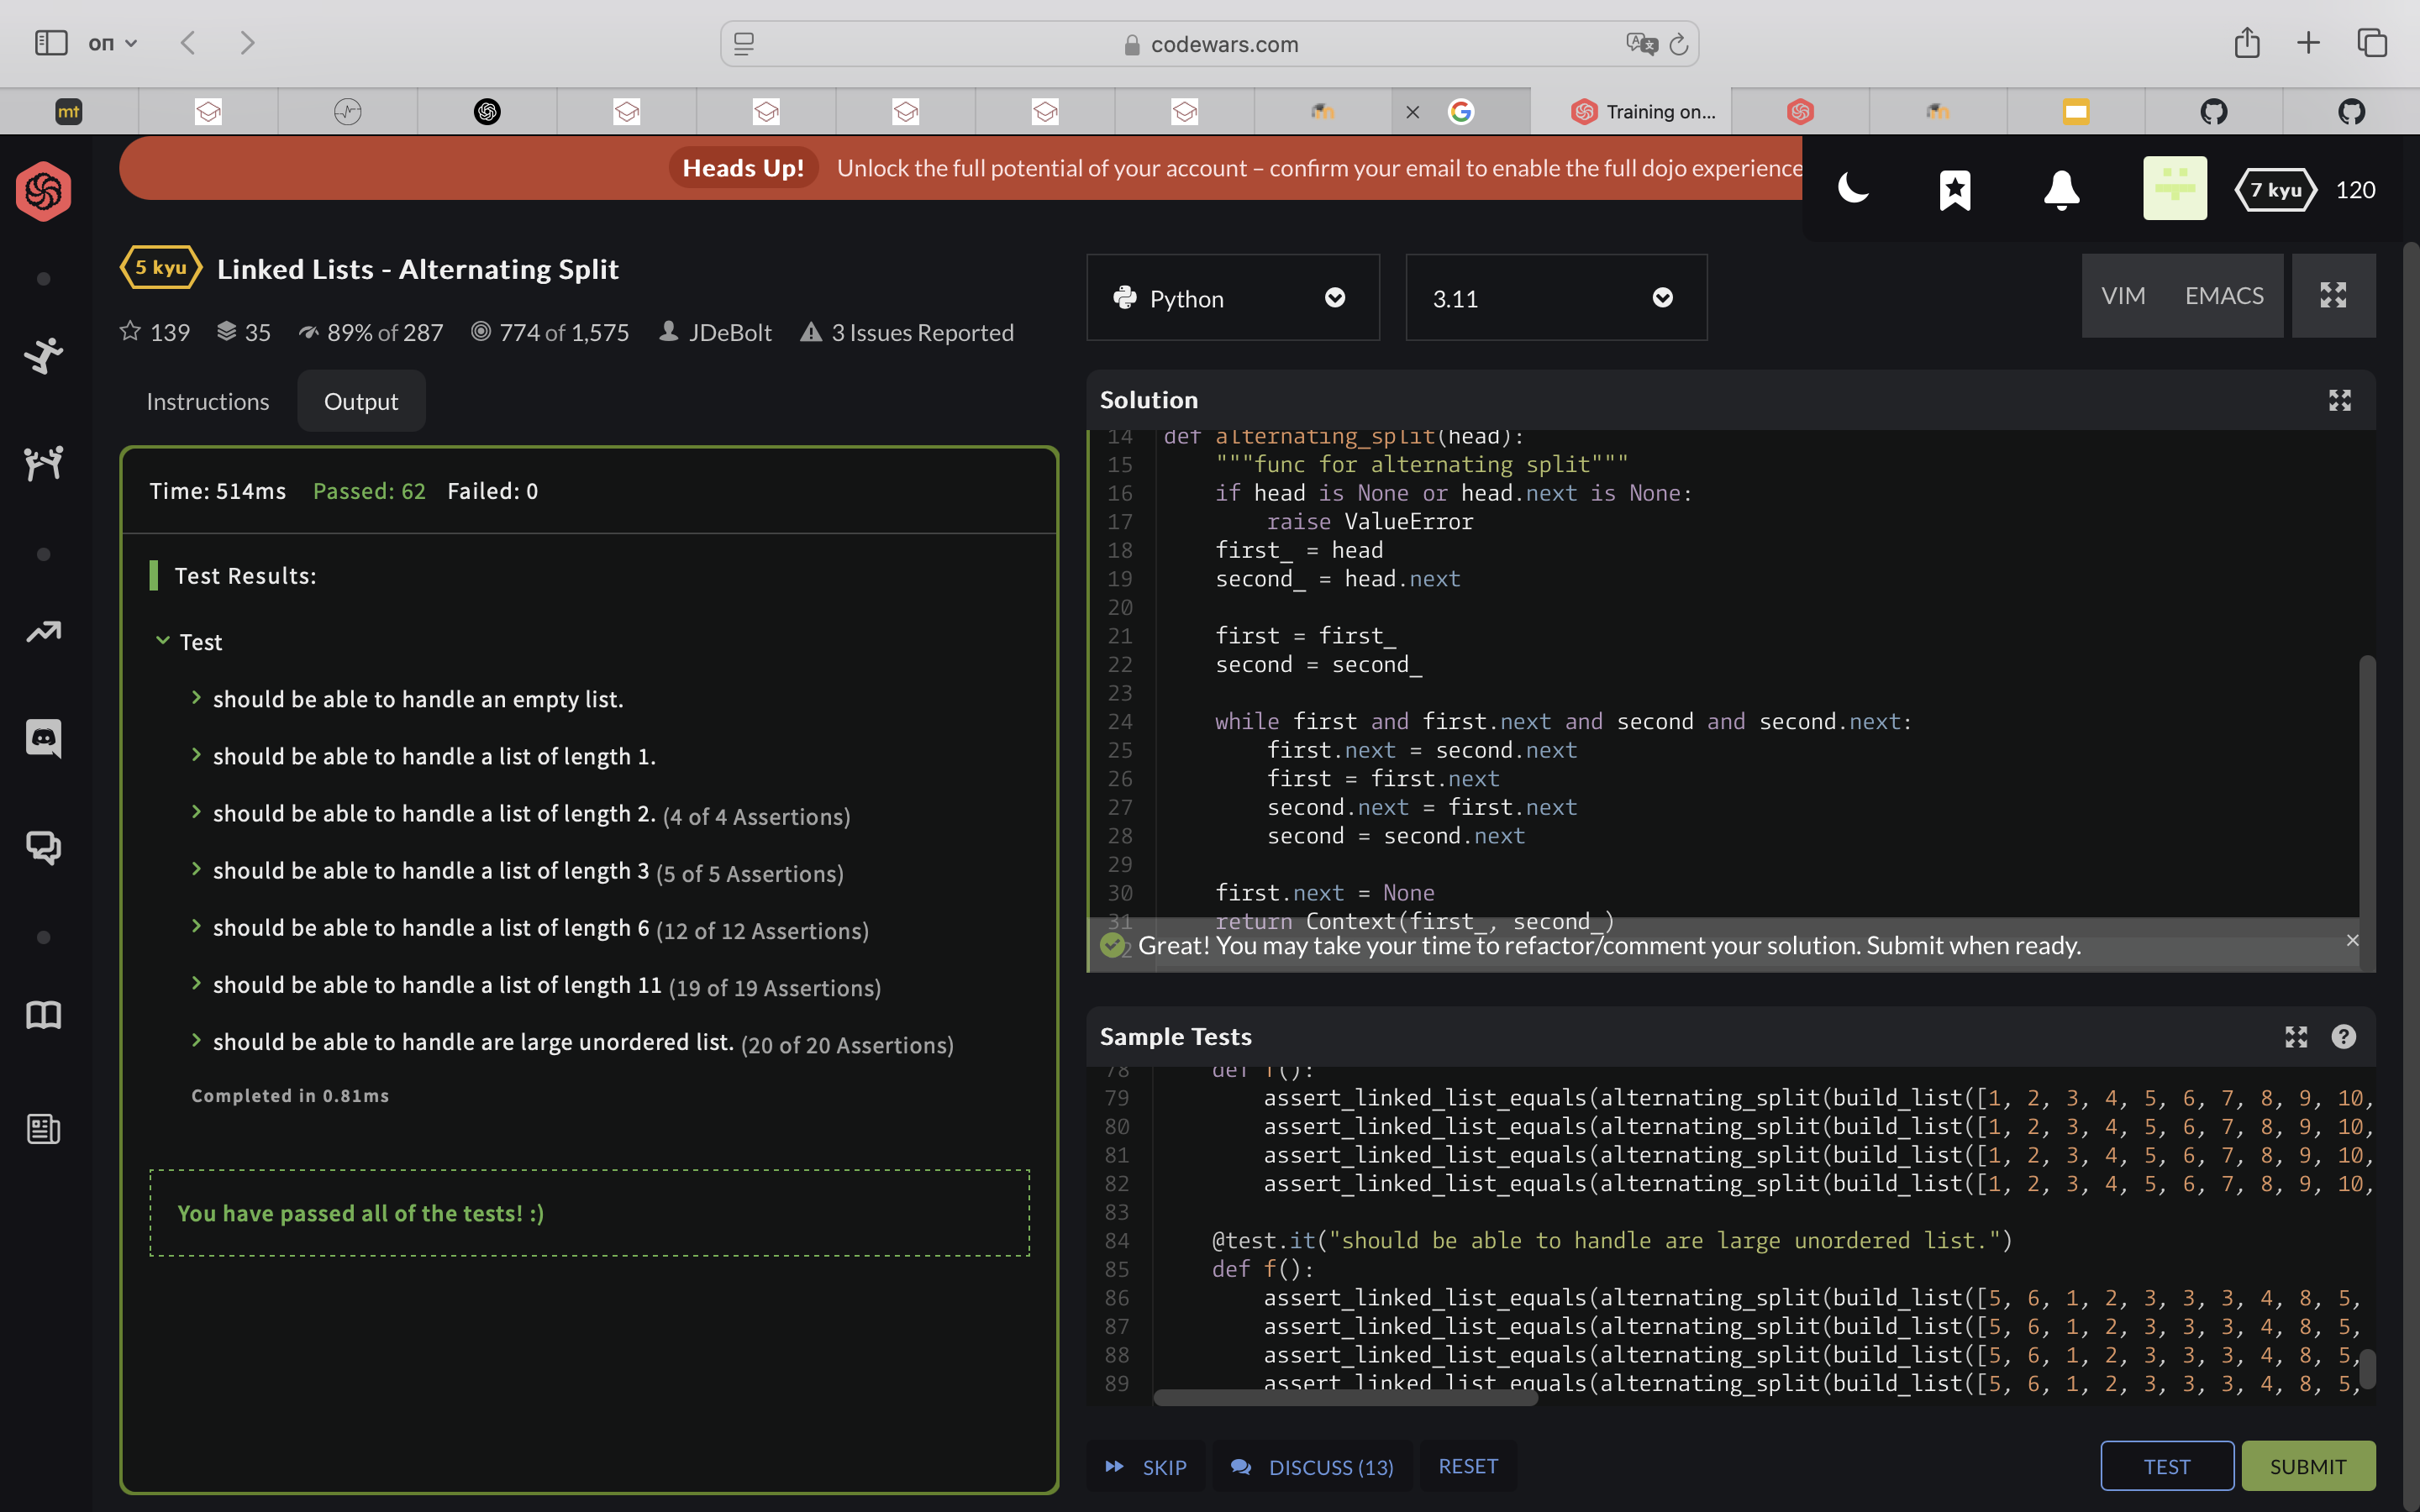 оп
codewars.com
mt
Training on...
Heads Up! Unlock the full potential of your account – confirm your email to enable the full dojo experience
7 kyu 120
5 kyu Linked Lists - Alternating Split
139 35 89% of 287 774 of 1,575 JDeBolt 3 Issues Reported
Instructions Output
Time: 514ms Passed: 62 Failed: 0
Test Results:
Test
should be able to handle an empty list.
should be able to handle a list of length 1.
should be able to handle a list of length 2. (4 of 4 Assertions)
should be able to handle a list of length 3 (5 of 5 Assertions)
should be able to handle a list of length 6 (12 of 12 Assertions)
should be able to handle a list of length 11 (19 of 19 Assertions)
should be able to handle are large unordered list. (20 of 20 Assertions)
Completed in 0.81ms
You have passed all of the tests! :)
Python 3.11
VIM EMACS
Solution
14 def alternating_split(head):
15 """func for alternating split"""
16 if head is None or head.next is None:
17 raise ValueError
18 first_ = head
19 second_ = head.next
20
21 first = first_
22 second = second_
23
24 while first and first.next and second and second.next:
25 first.next = second.next
26 first = first.next
27 second.next = first.next
28 second = second.next
29
30 first.next = None
31 return Context(first_, second_)
Great! You may take your time to refactor/comment your solution. Submit when ready.
Sample Tests
78 def f():
79 assert_linked_list_equals(alternating_split(build_list([1, 2, 3, 4, 5, 6, 7, 8, 9, 10,
80 assert_linked_list_equals(alternating_split(build_list([1, 2, 3, 4, 5, 6, 7, 8, 9, 10,
81 assert_linked_list_equals(alternating_split(build_list([1, 2, 3, 4, 5, 6, 7, 8, 9, 10,
82 assert_linked_list_equals(alternating_split(build_list([1, 2, 3, 4, 5, 6, 7, 8, 9, 10,
83
84 @test.it("should be able to handle are large unordered list.")
85 def f():
86 assert_linked_list_equals(alternating_split(build_list([5, 6, 1, 2, 3, 3, 3, 4, 8, 5,
87 assert_linked_list_equals(alternating_split(build_list([5, 6, 1, 2, 3, 3, 3, 4, 8, 5,
88 assert_linked_list_equals(alternating_split(build_list([5, 6, 1, 2, 3, 3, 3, 4, 8, 5,
89 assert_linked_list_equals(alternating_split(build_list([5, 6, 1, 2, 3, 3, 3, 4, 8, 5,
SKIP DISCUSS (13) RESET TEST SUBMIT